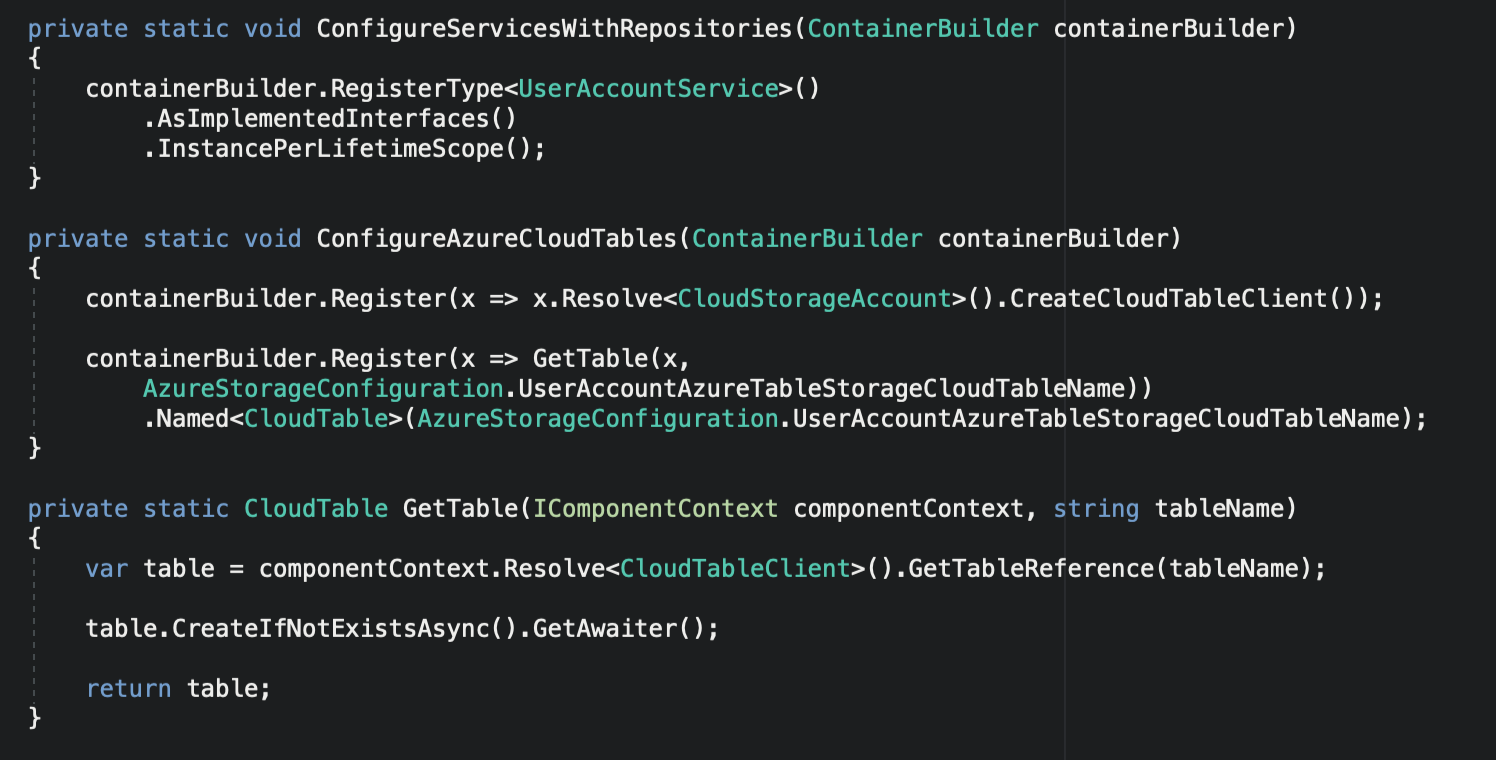 private static void ConfigureServicesWithRepositories(ContainerBuilder containerBuilder)
{
    containerBuilder.RegisterType<UserAccountService>()
        .AsImplementedInterfaces()
        .InstancePerLifetimeScope();
}

private static void ConfigureAzureCloudTables(ContainerBuilder containerBuilder)
{
    containerBuilder.Register(x => x.Resolve<CloudStorageAccount>().CreateCloudTableClient());

    containerBuilder.Register(x => GetTable(x,
        AzureStorageConfiguration.UserAccountAzureTableStorageCloudTableName))
        .Named<CloudTable>(AzureStorageConfiguration.UserAccountAzureTableStorageCloudTableName);
}

private static CloudTable GetTable(IComponentContext componentContext, string tableName)
{
    var table = componentContext.Resolve<CloudTableClient>().GetTableReference(tableName);

    table.CreateIfNotExistsAsync().GetAwaiter();

    return table;
}